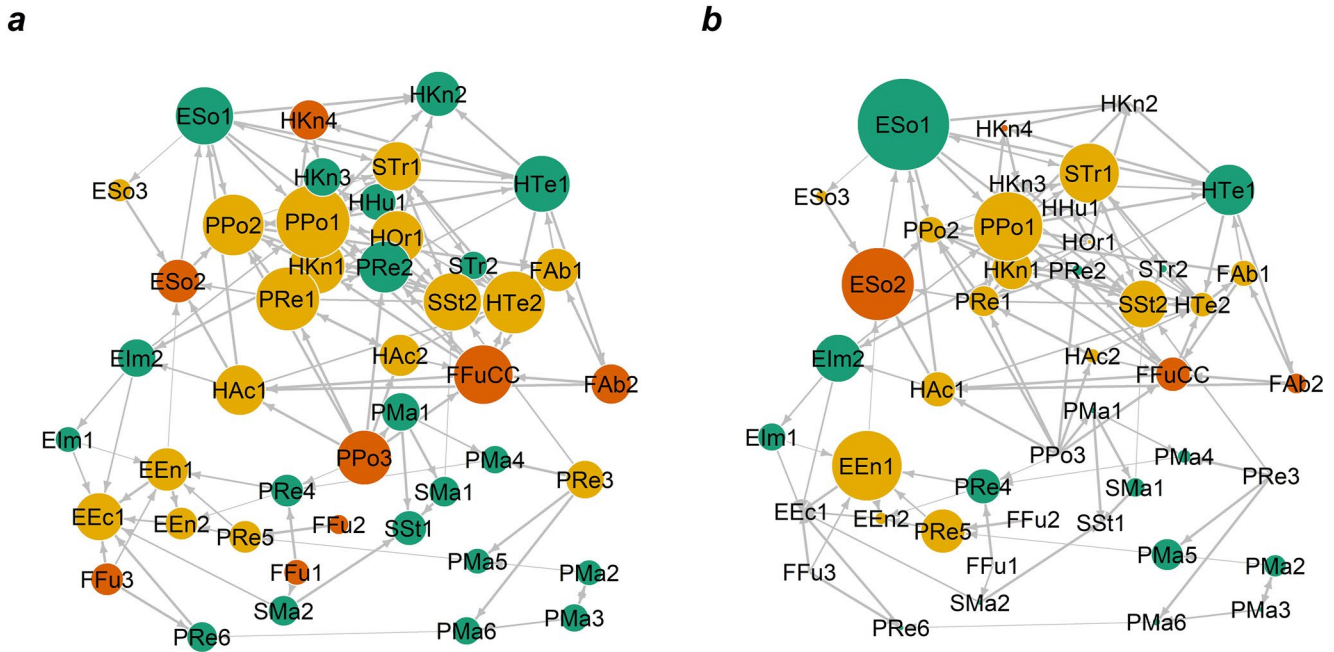 a
b
HKn2
ESo1
HKn4
STr1
HKn3
HTe1
ESo3
HHu1
PPo2
PPo1
HOr1
HKn1
PRe2
STr2
FAb1
ESo2
PRe1
SSt2
HTe2
EIm2
HAc2
FFuCC
HAc1
FAb2
PMa1
EIm1
PPo3
PMa4
EEn1
PRe3
PRe4
SMa1
EEc1
EEn2
FFu2
SSt1
PRe5
PMa5
FFu3
FFu1
PMa2
SMa2
PMa3
PRe6
PMa6
HKn2
ESo1
HKn4
STr1
HKn3
HTe1
ESo3
HHu1
PPo2
PPo1
HOr1
HKn1
PRe2
STr2
FAb1
ESo2
PRe1
SSt2
HTe2
EIm2
HAc2
FFuCC
HAc1
FAb2
PMa1
EIm1
PPo3
PMa4
EEn1
PRe3
PRe4
SMa1
EEc1
EEn2
FFu2
SSt1
PRe5
PMa5
FFu3
FFu1
PMa2
SMa2
PMa3
PRe6
PMa6